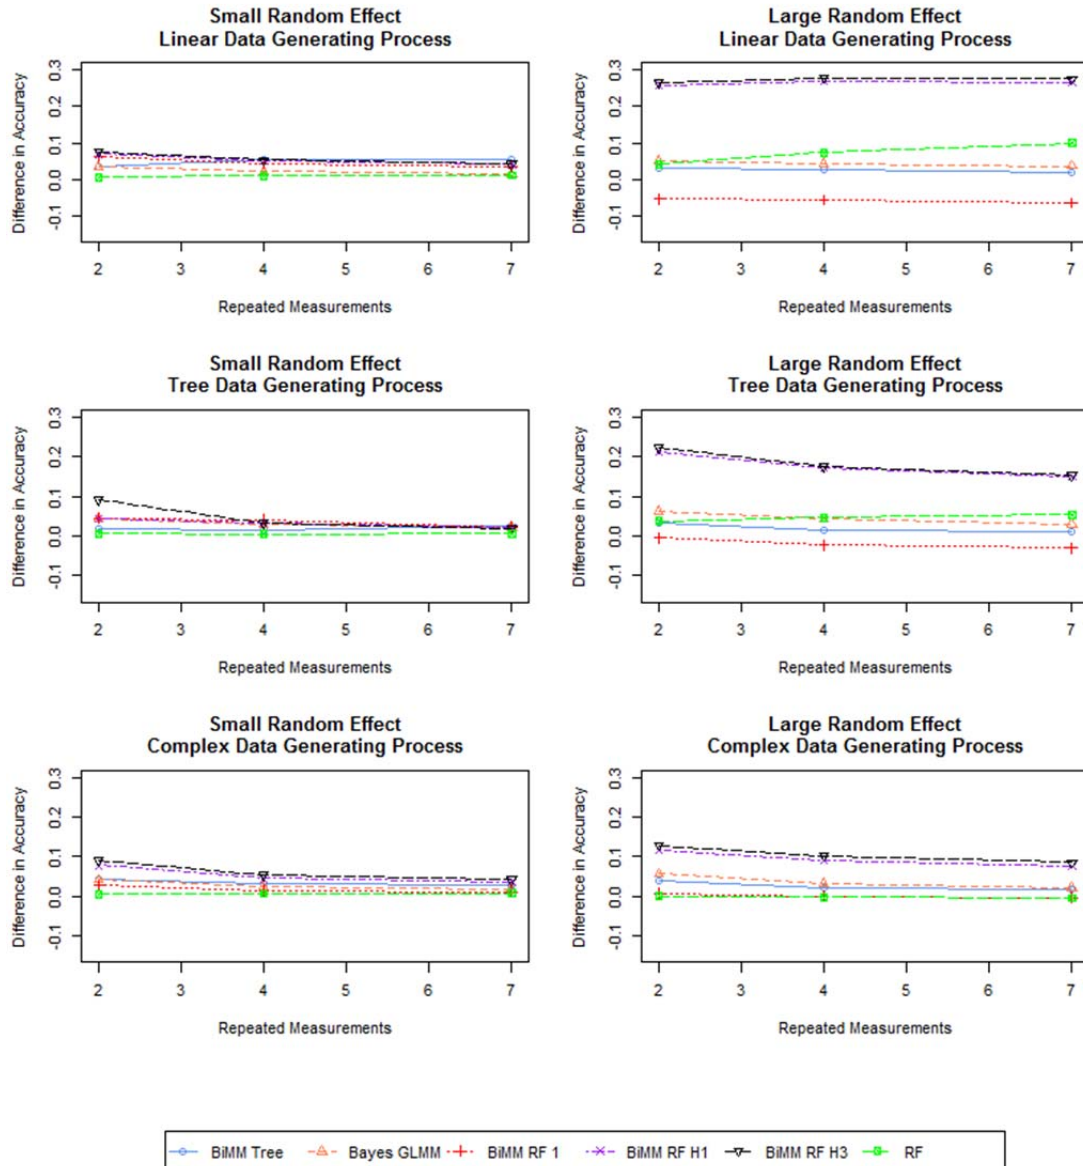 Small Random Effect
Linear Data Generating Process
Difference in Accuracy
0.3
0.2
0.1
0.0
-0.1
2 3 4 5 6 7
Repeated Measurements
Large Random Effect
Linear Data Generating Process
Difference in Accuracy
0.3
0.2
0.1
0.0
-0.1
2 3 4 5 6 7
Repeated Measurements
Small Random Effect
Tree Data Generating Process
Difference in Accuracy
0.3
0.2
0.1
0.0
-0.1
2 3 4 5 6 7
Repeated Measurements
Large Random Effect
Tree Data Generating Process
Difference in Accuracy
0.3
0.2
0.1
0.0
-0.1
2 3 4 5 6 7
Repeated Measurements
Small Random Effect
Complex Data Generating Process
Difference in Accuracy
0.3
0.2
0.1
0.0
-0.1
2 3 4 5 6 7
Repeated Measurements
Large Random Effect
Complex Data Generating Process
Difference in Accuracy
0.3
0.2
0.1
0.0
-0.1
2 3 4 5 6 7
Repeated Measurements
BiMM Tree Bayes GLMM BiMM RF 1 BiMM RF H1 BiMM RF H3 RF